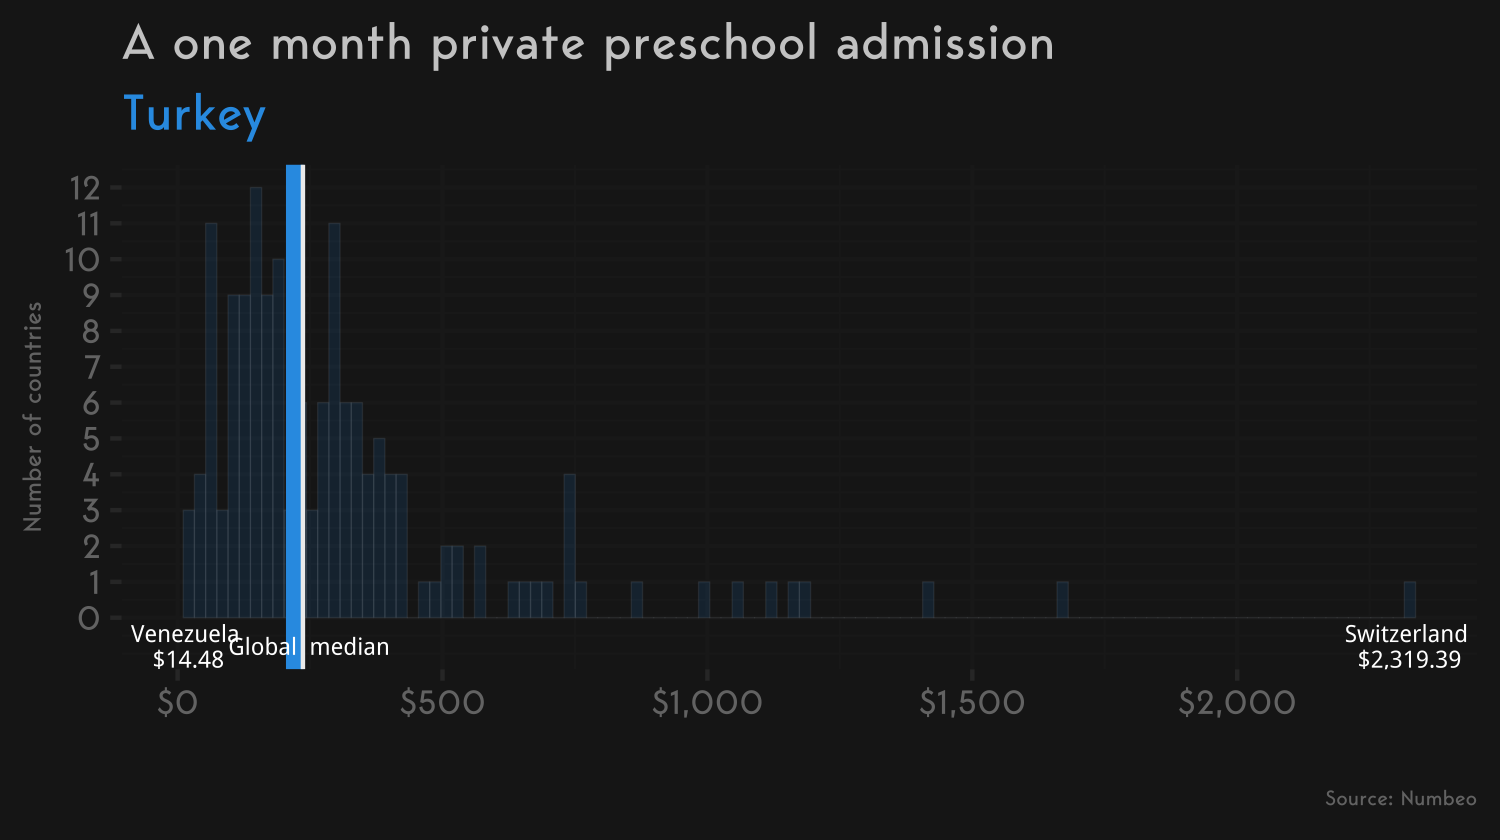 A one month private preschool admission
Turkey
Number of countries
12
11
10
9
8
7
6
5
4
3
2
1
0
Venezuela
$14.48
Global median
Switzerland
$2,319.39
$0
$500
$1,000
$1,500
$2,000
Source: Numbeo